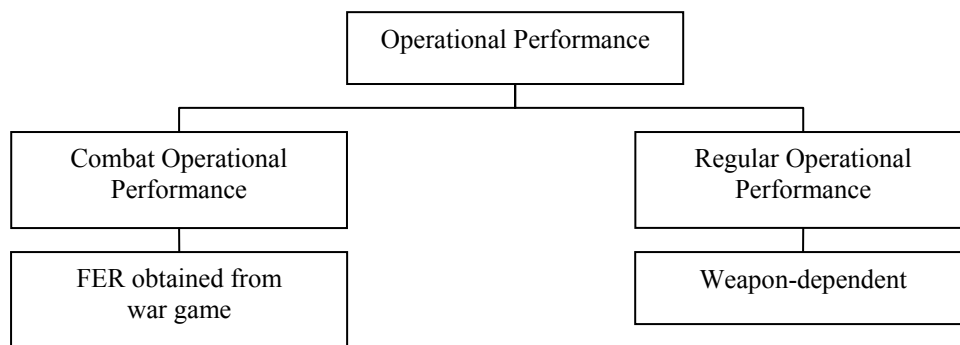 Operational Performance
Combat Operational
Performance
Regular Operational
Performance
FER obtained from
war game
Weapon-dependent